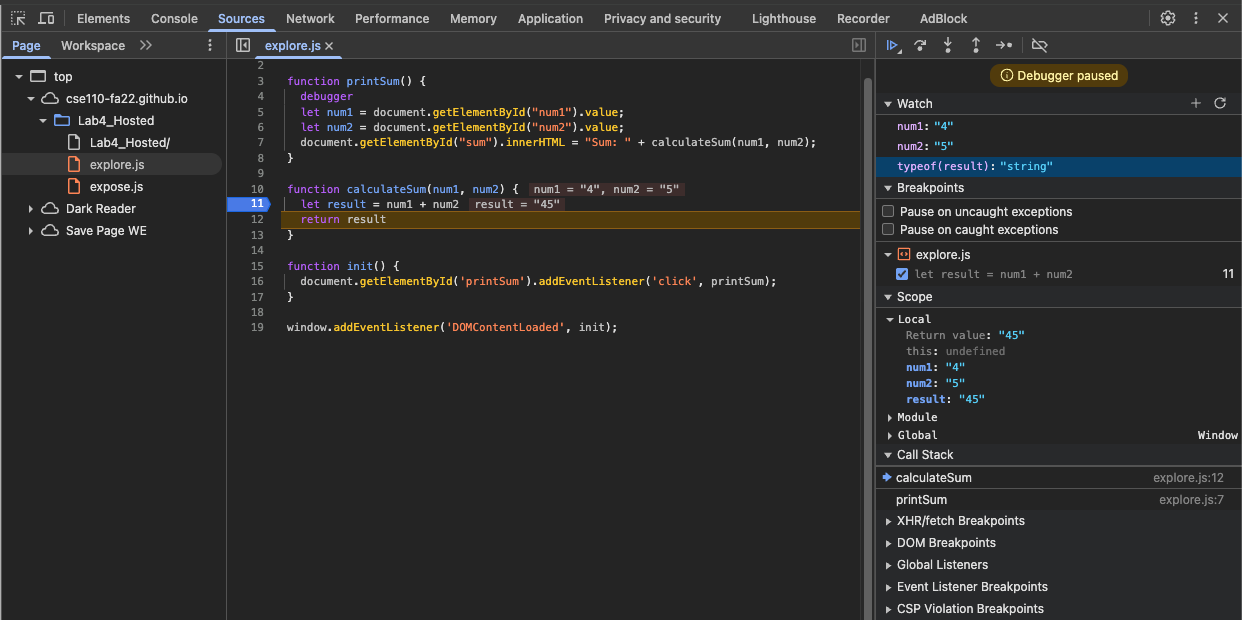 Elements Console Sources Network Performance Memory Application Privacy and security Lighthouse Recorder AdBlock
Page Workspace
top
cse110-fa22.github.io
Lab4_Hosted
Lab4_Hosted/
explore.js
expose.js
Dark Reader
Save Page WE
explore.js
2
3 function printSum() {
4 debugger
5 let num1 = document.getElementById("num1").value;
6 let num2 = document.getElementById("num2").value;
7 document.getElementById("sum").innerHTML = "Sum: " + calculateSum(num1, num2);
8 }
9
10 function calculateSum(num1, num2) { num1 = "4", num2 = "5"
11 let result = num1 + num2 result = "45"
12 return result
13 }
14
15 function init() {
16 document.getElementById('printSum').addEventListener('click', printSum);
17 }
18
19 window.addEventListener('DOMContentLoaded', init);
Debugger paused
Watch
num1: "4"
num2: "5"
typeof(result): "string"
Breakpoints
Pause on uncaught exceptions
Pause on caught exceptions
explore.js
let result = num1 + num2 11
Scope
Local
Return value: "45"
this: undefined
num1: "4"
num2: "5"
result: "45"
Module
Global Window
Call Stack
calculateSum explore.js:12
printSum explore.js:7
XHR/fetch Breakpoints
DOM Breakpoints
Global Listeners
Event Listener Breakpoints
CSP Violation Breakpoints